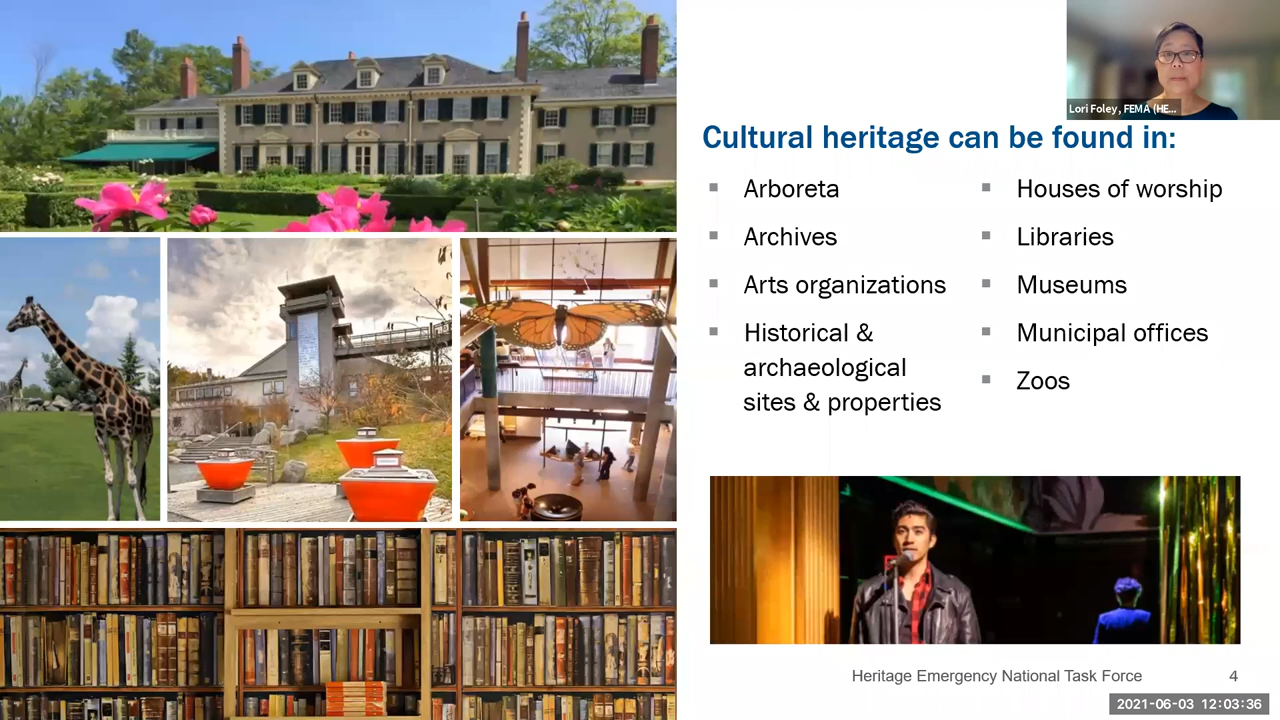 Lori Foley, FEMA (HE...
Cultural heritage can be found in:
Arboreta
Archives
Arts organizations
Historical &
archaeological
sites & properties
Houses of worship
Libraries
Museums
Municipal offices
Zoos
Heritage Emergency National Task Force
4
2021-06-03 12:03:36